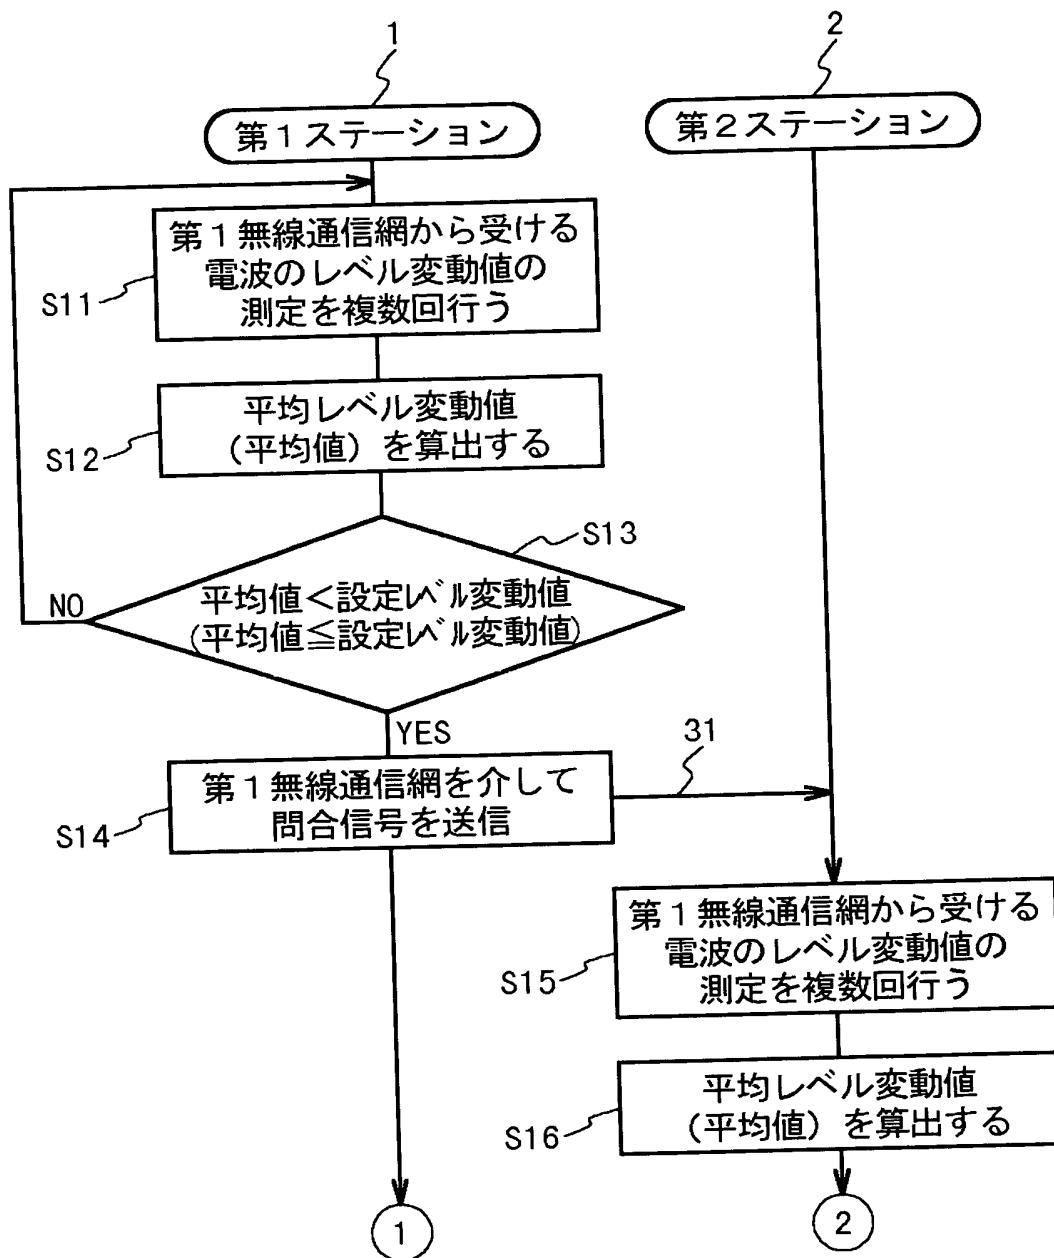 1
2
第1ステーション
第2ステーション
第1無線通信網から受ける
電波のレベル変動値の
測定を複数回行う
S11
平均レベル変動値
(平均値)を算出する
S12
S13
平均値<設定レベル変動値
(平均値≦設定レベル変動値)
NO
YES
31
第1無線通信網を介して
問合信号を送信
S14
第1無線通信網から受ける
電波のレベル変動値の
測定を複数回行う
S15
平均レベル変動値
(平均値)を算出する
S16
1
2